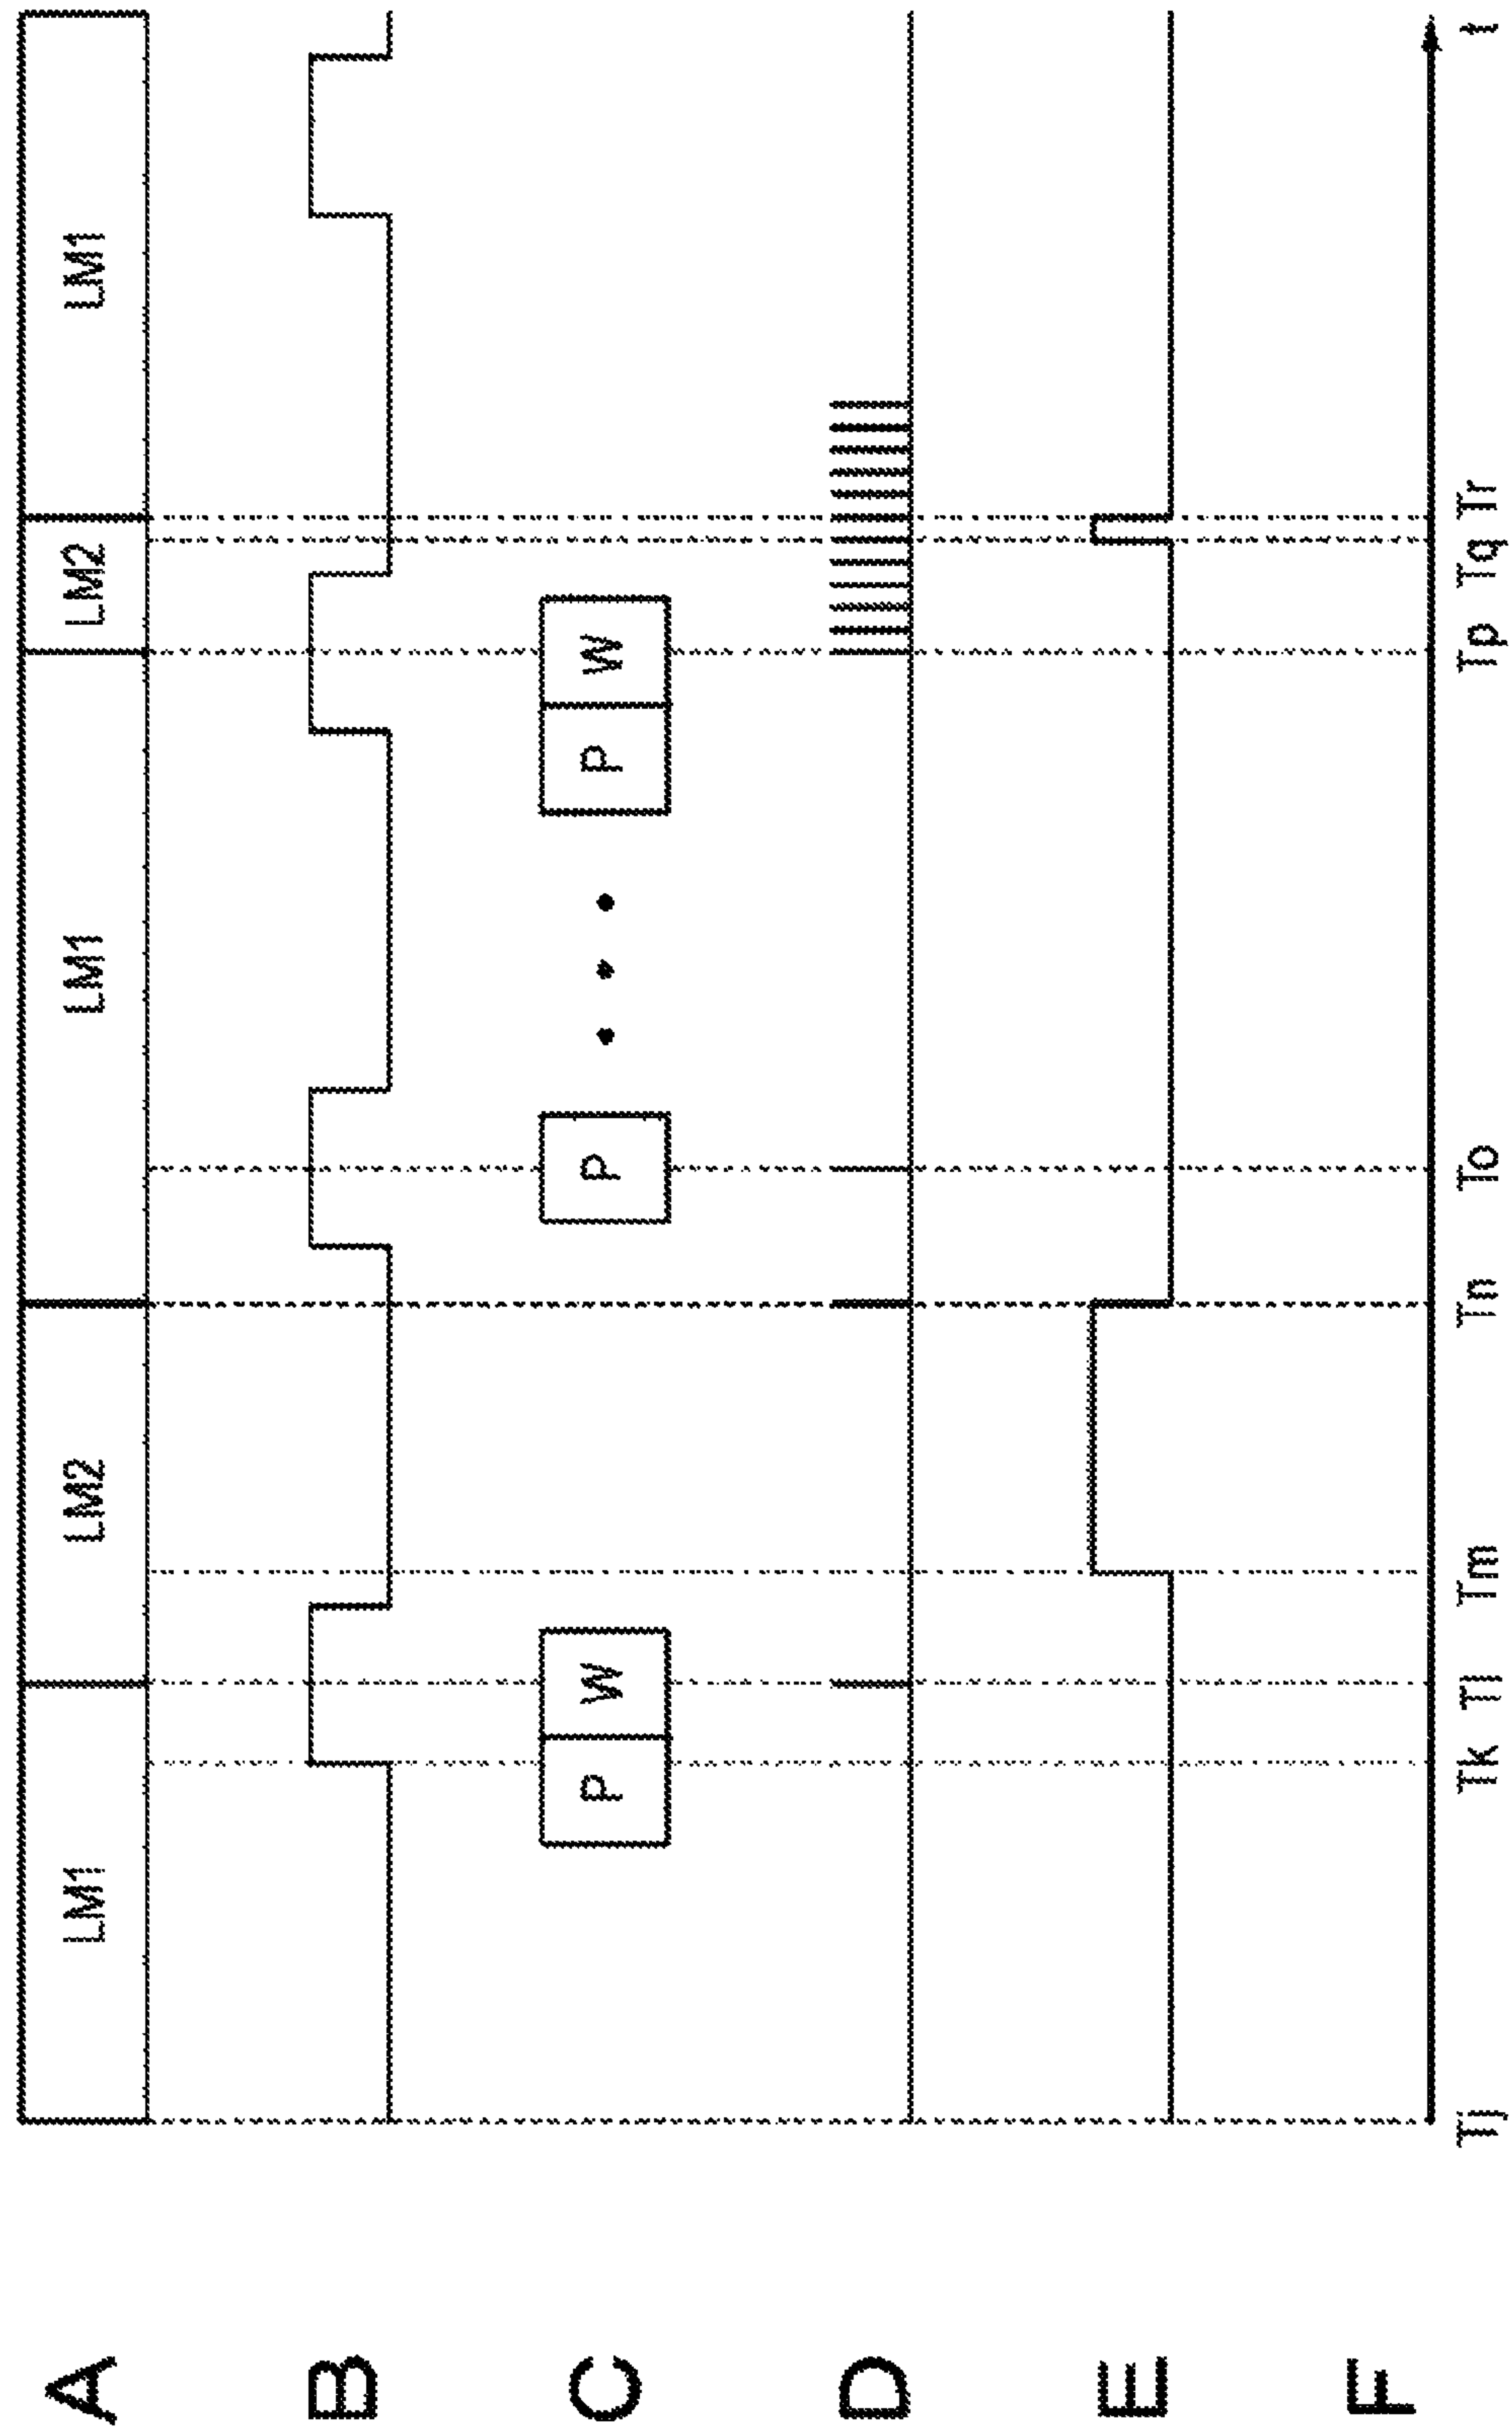 A LM1 LM2 LM1 LM2 LM1
B
C P W P P W
D
E
F
Tj Tk Tl Tm Tn To Tp Tq Tr t